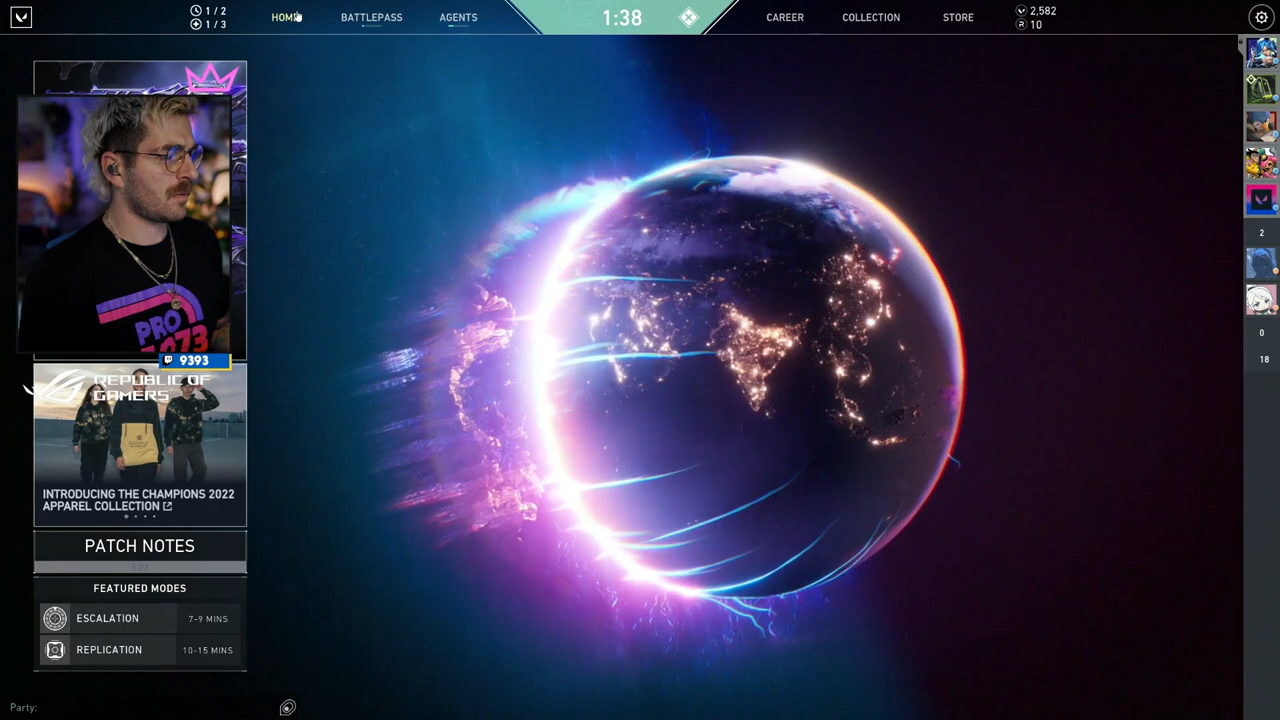 1 / 2
1 / 3
HOME
BATTLEPASS
AGENTS
1:38
CAREER
COLLECTION
STORE
2,582
R 10
PRO
9393
REPUBLIC OF
GAMERS
INTRODUCING THE CHAMPIONS 2022
APPAREL COLLECTION
PATCH NOTES
5.03
FEATURED MODES
ESCALATION
7-9 MINS
REPLICATION
10-15 MINS
2
0
18
Party: